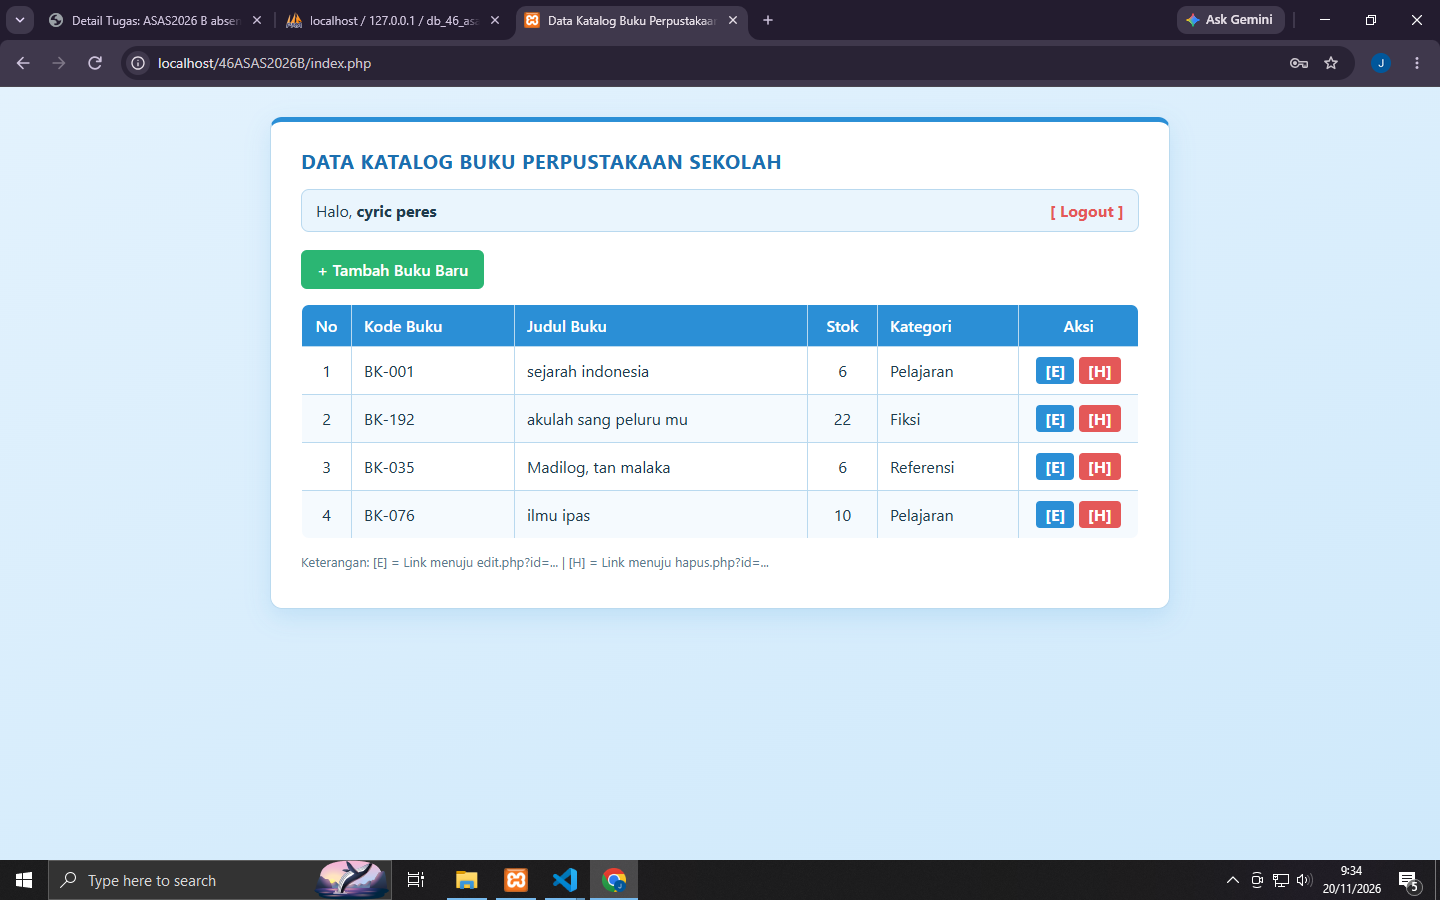 Detail Tugas: ASAS2026 B absen
localhost / 127.0.0.1 / db_46_asa
Data Katalog Buku Perpustakaan
Ask Gemini
localhost/46ASAS2026B/index.php
J
DATA KATALOG BUKU PERPUSTAKAAN SEKOLAH
Halo, cyric peres
[ Logout ]
+ Tambah Buku Baru
No Kode Buku Judul Buku Stok Kategori Aksi
1 BK-001 sejarah indonesia 6 Pelajaran [E] [H]
2 BK-192 akulah sang peluru mu 22 Fiksi [E] [H]
3 BK-035 Madilog, tan malaka 6 Referensi [E] [H]
4 BK-076 ilmu ipas 10 Pelajaran [E] [H]
Keterangan: [E] = Link menuju edit.php?id=... | [H] = Link menuju hapus.php?id=...
Type here to search
9:34
20/11/2026
5